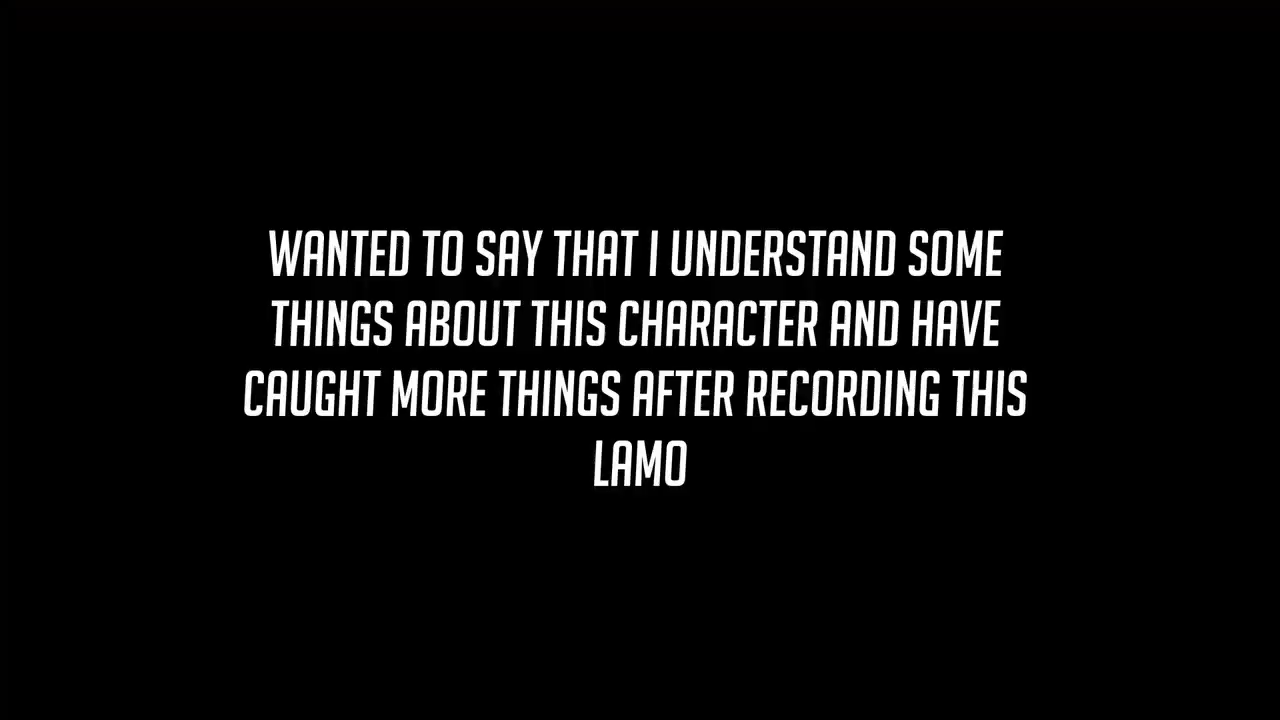 WANTED TO SAY THAT I UNDERSTAND SOME
THINGS ABOUT THIS CHARACTER AND HAVE
CAUGHT MORE THINGS AFTER RECORDING THIS
LAMO